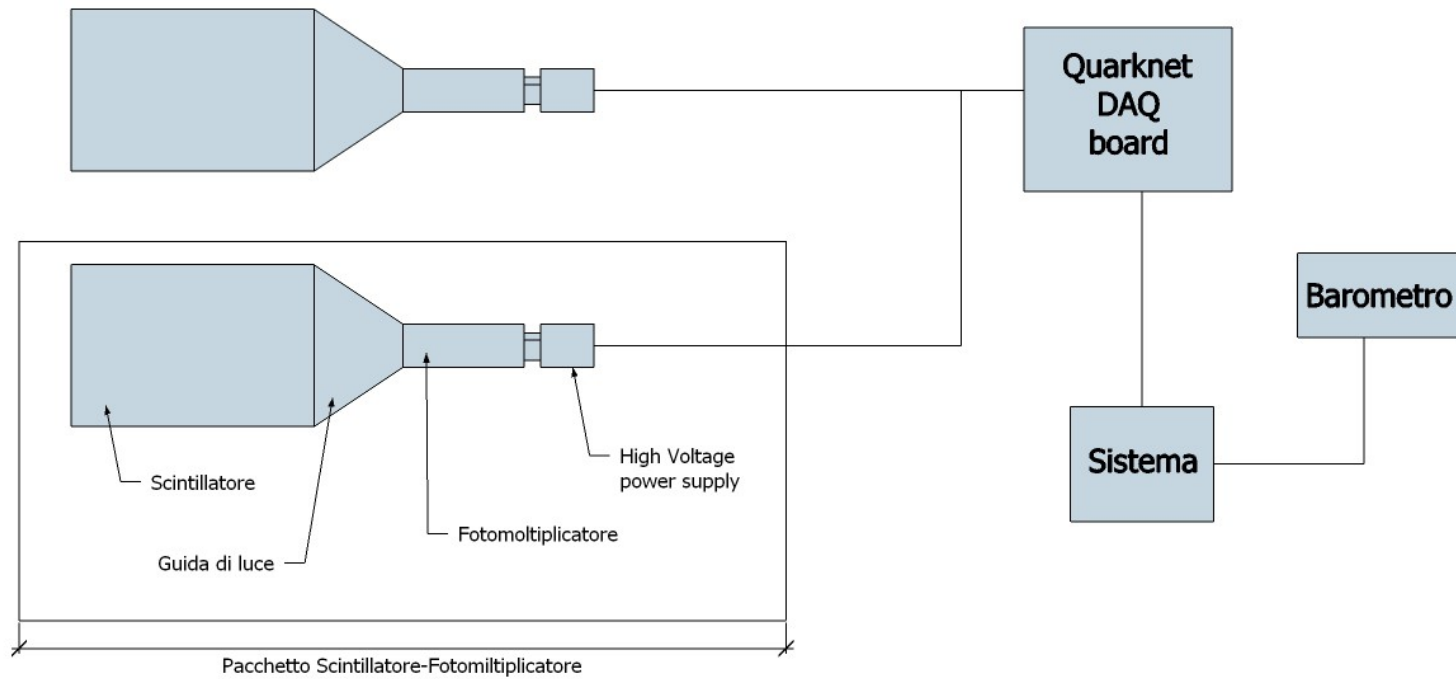 Quarknet
DAQ
board
Barometro
Sistema
Scintillatore
High Voltage
power supply
Fotomoltiplicatore
Guida di luce
Pacchetto Scintillatore-Fotomiltiplicatore